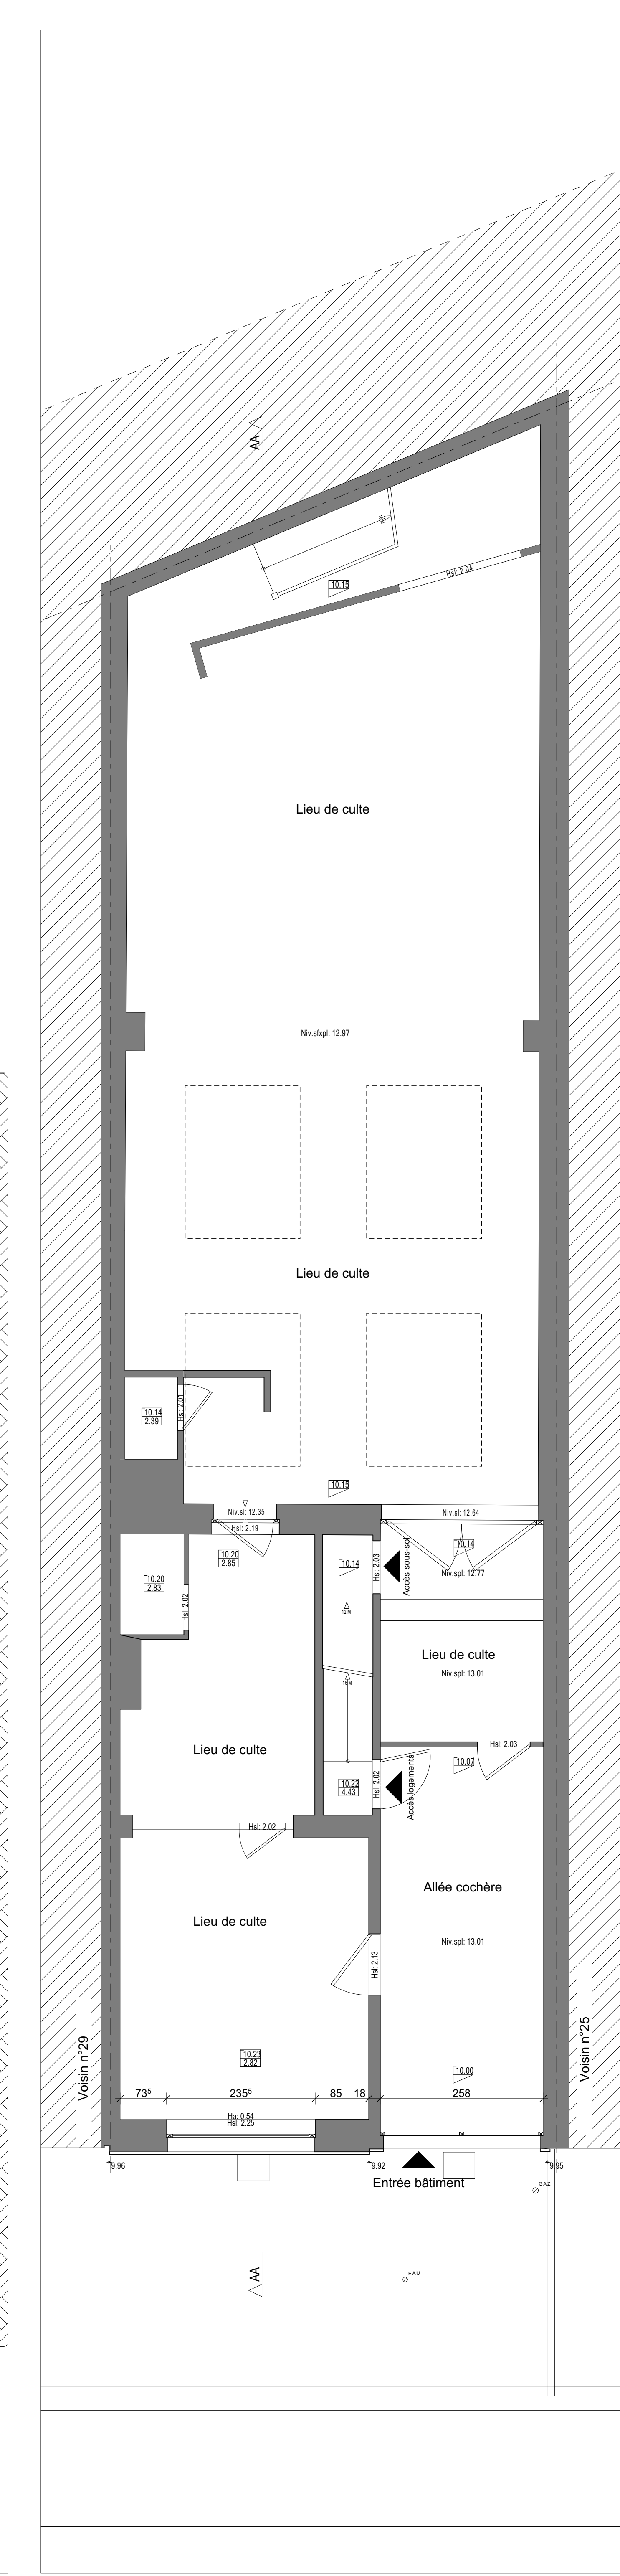 AA
16M
10.15
Hsl: 2.04
Lieu de culte
Niv.sfxpl: 12.97
Lieu de culte
10.14
2.39
Hsl: 2.01
10.15
Niv.sl: 12.35
Hsl: 2.19
Niv.sl: 12.64
10.20
2.85
10.14
Hsl: 2.03
Accès sous-sol
10.14
Niv.spl: 12.77
10.20
2.83
Hsl: 2.02
12M
16M
Lieu de culte
Niv.spl: 13.01
Lieu de culte
Hsl: 2.03
10.07
10.22
4.43
Hsl: 2.02
Accès logements
Hsl: 2.02
Allée cochère
Lieu de culte
Niv.spl: 13.01
Hsl: 2.13
10.23
2.82
10.00
Voisin n°29
Voisin n°25
73⁵ 235⁵ 85 18 258
Ha: 0.54
Hsl: 2.25
9.96
9.92
9.95
Entrée bâtiment
GAZ
EAU
AA